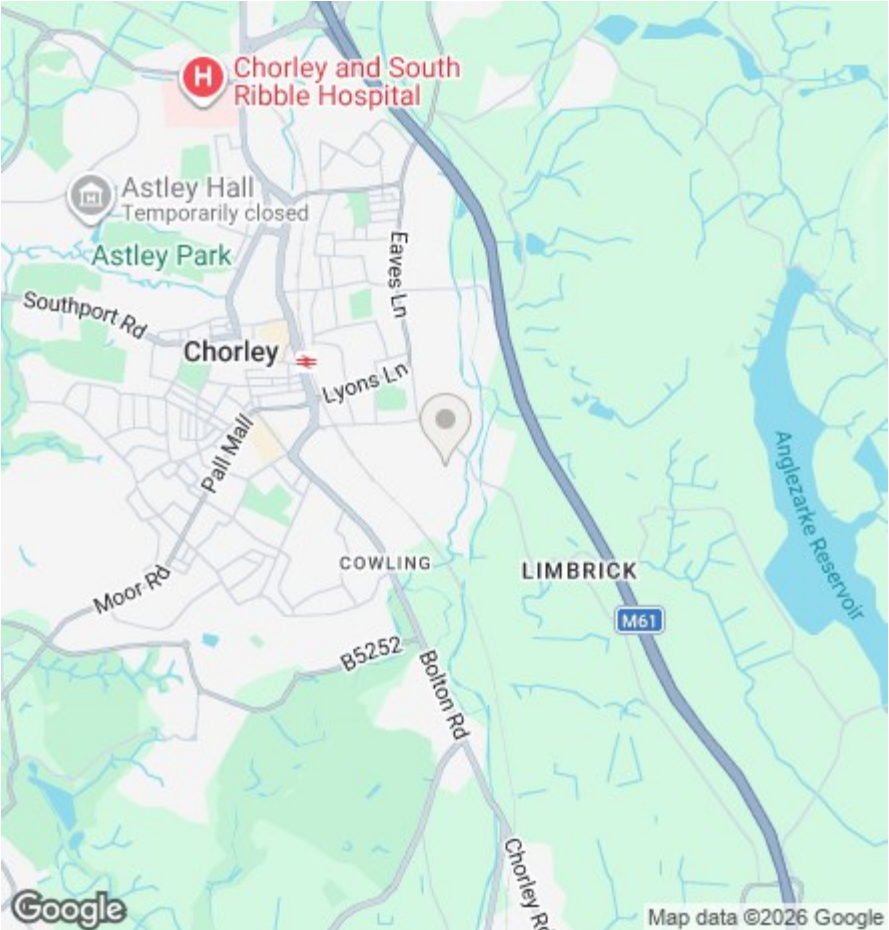 H
Chorley and South
Ribble Hospital
Astley Hall
Temporarily closed
Astley Park
Eaves Ln
Southport Rd
Chorley
Lyons Ln
Pall Mall
Anglezarke Reservoir
COWLING
LIMBRICK
Moor Rd
M61
B5252
Bolton Rd
Chorley Rd
Google
Map data ©2026 Google